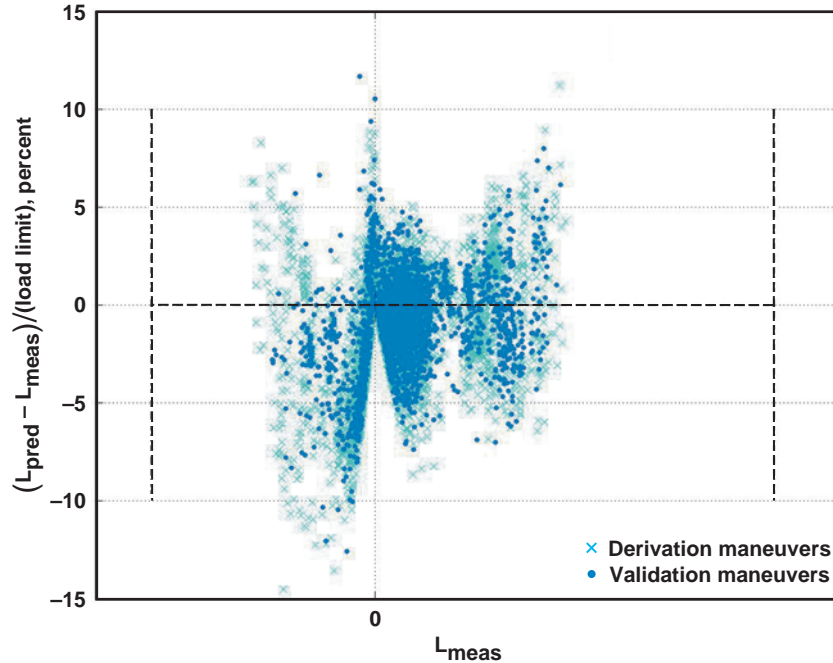 15
10
5
0
–5
–10
–15
(Lpred – Lmeas)/(load limit), percent
× Derivation maneuvers
• Validation maneuvers
0
Lmeas